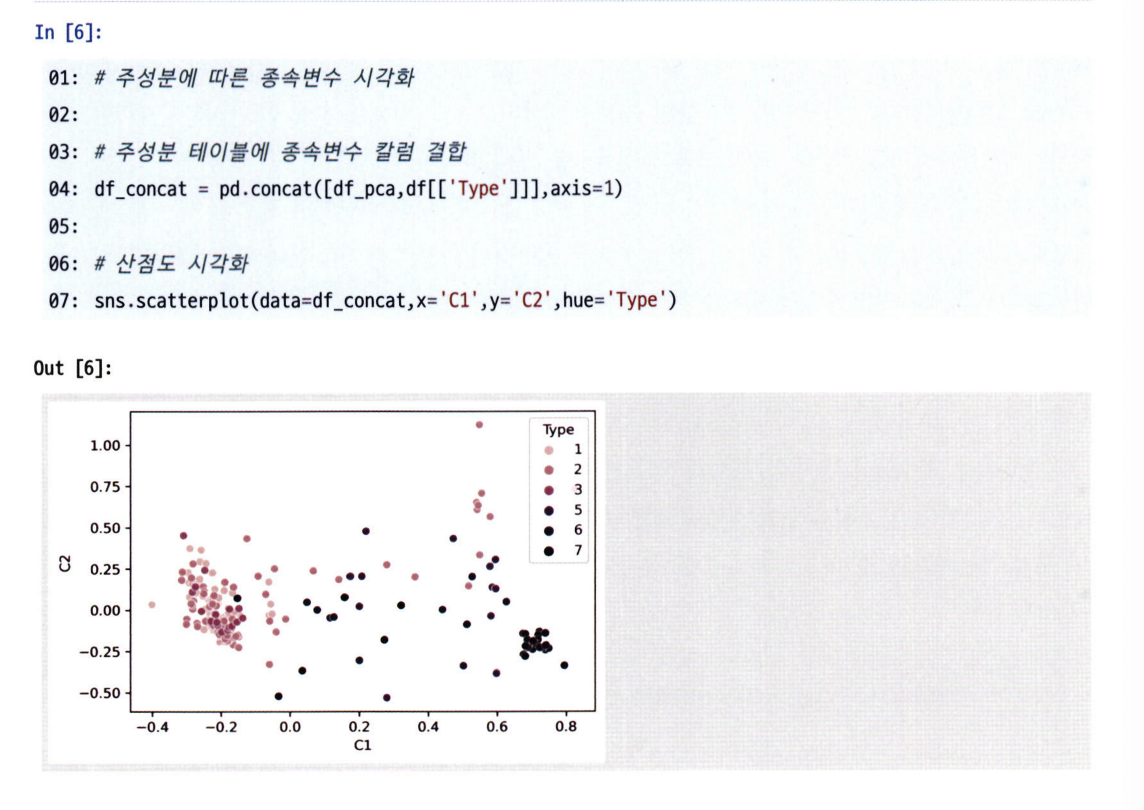 In [6]:
01: # 주성분에 따른 종속변수 시각화
02:
03: # 주성분 테이블에 종속변수 칼럼 결합
04: df_concat = pd.concat([df_pca,df[['Type']]],axis=1)
05:
06: # 산점도 시각화
07: sns.scatterplot(data=df_concat,x='C1',y='C2',hue='Type')
Out [6]:
Type
1
2
3
5
6
7
1.00
0.75
0.50
0.25
0.00
−0.25
−0.50
C2
−0.4 −0.2 0.0 0.2 0.4 0.6 0.8
C1